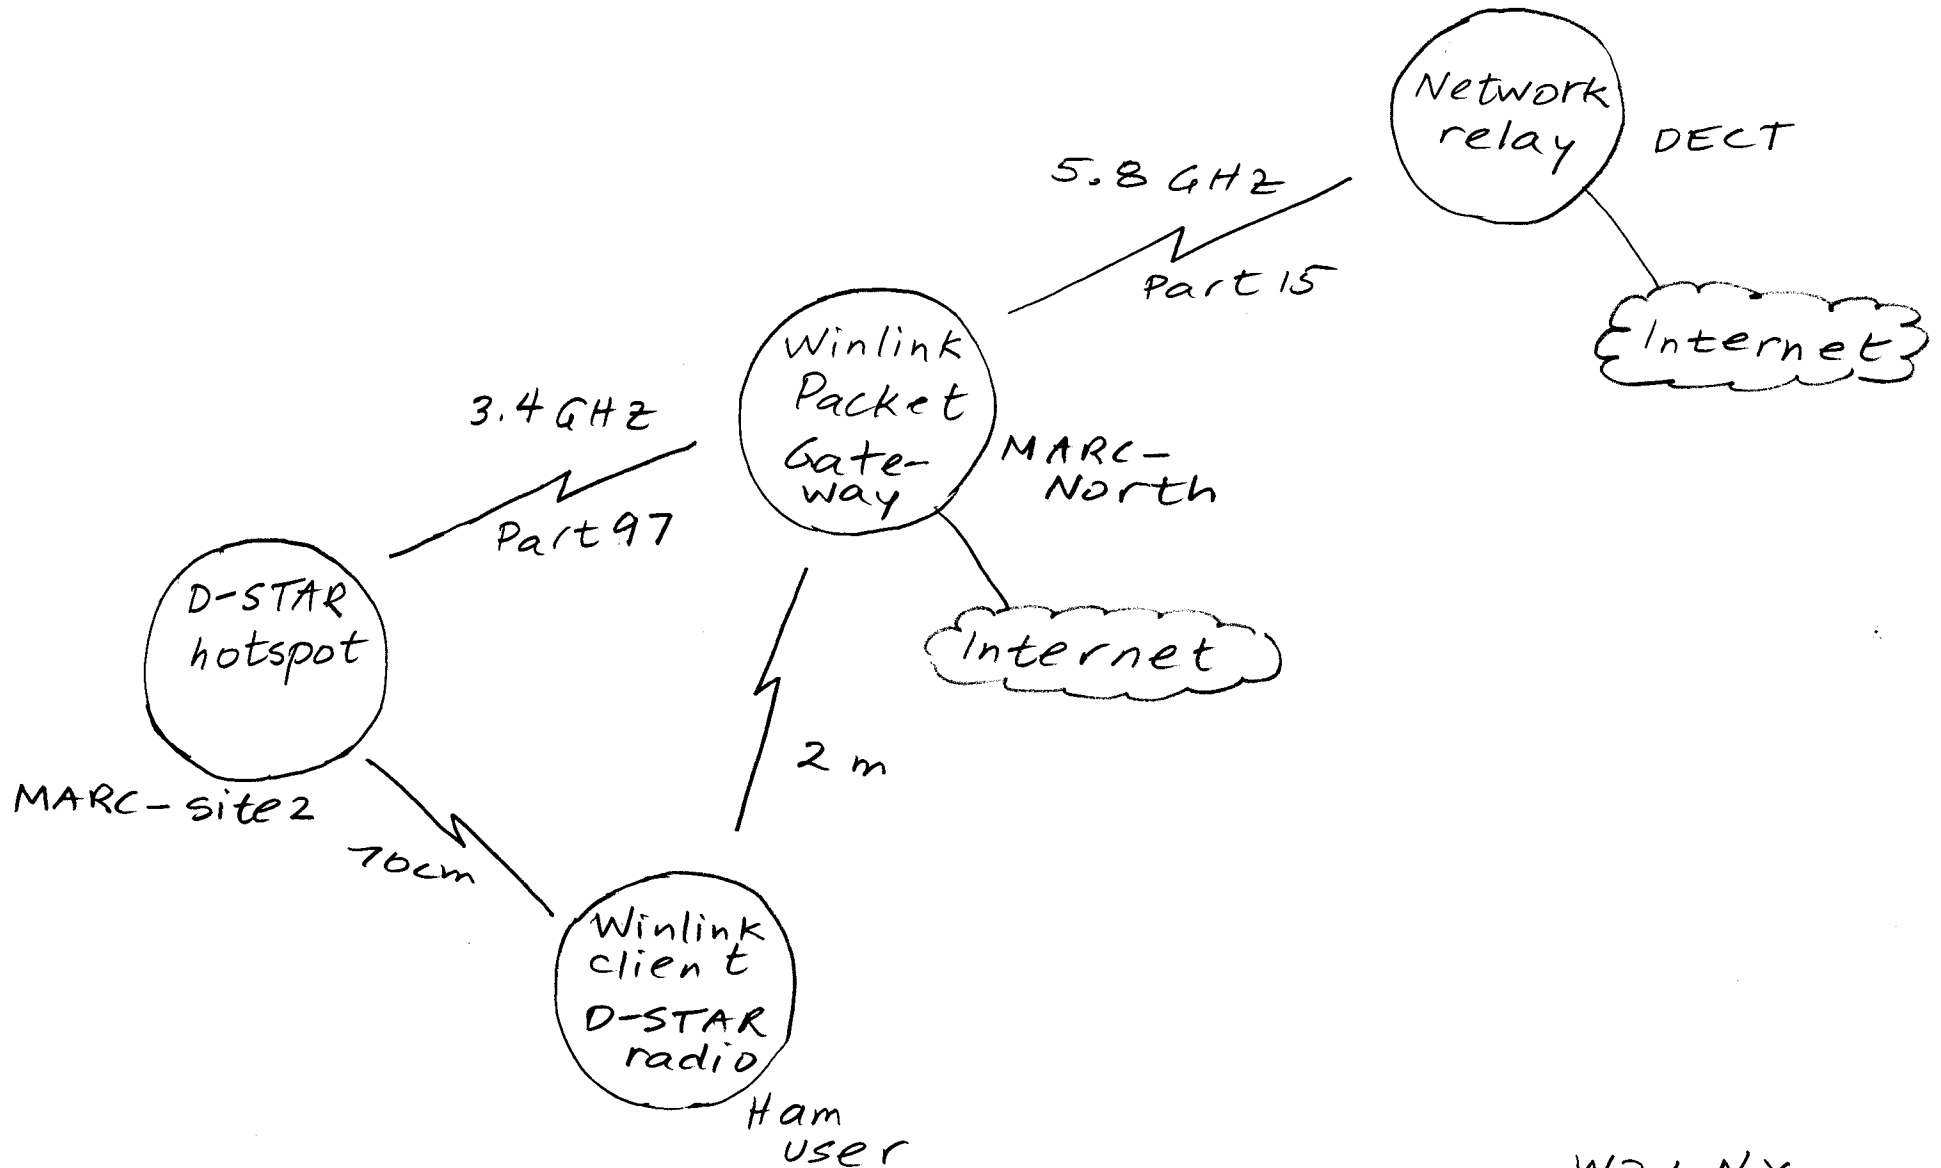 Network
relay
DECT
5.8 GHz
Part 15
Internet
Winlink
Packet
Gate-
way
MARC-
North
3.4 GHz
Part 97
Internet
D-STAR
hotspot
MARC-site2
2 m
70cm
Winlink
client
D-STAR
radio
Ham
user